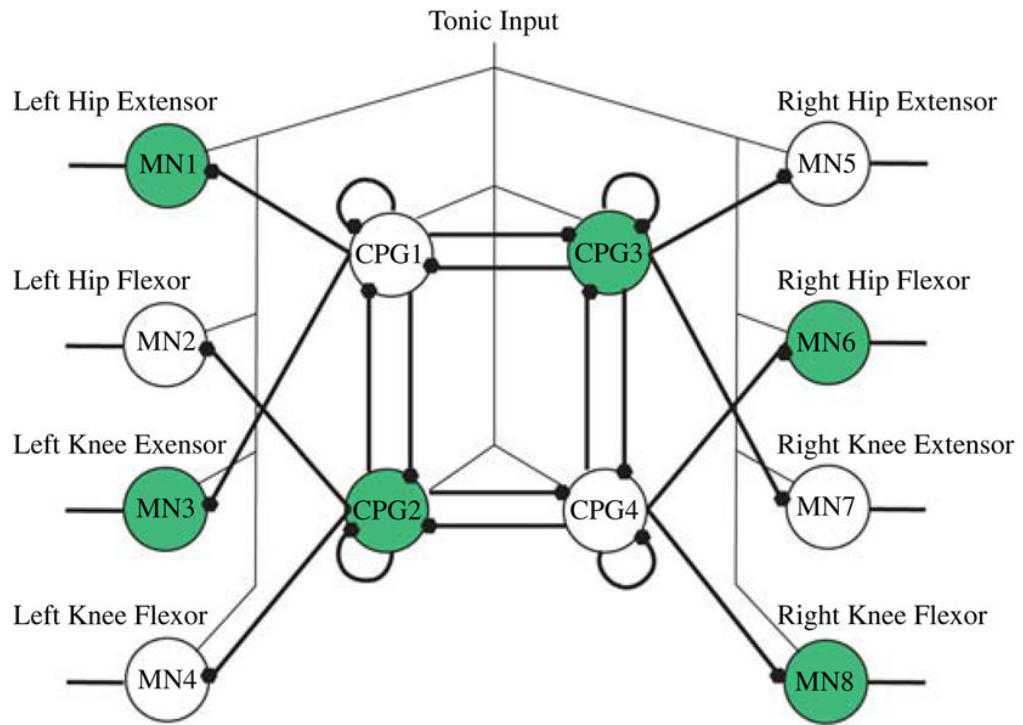 Tonic Input
Left Hip Extensor
Right Hip Extensor
MN1
MN5
CPG1
CPG3
Left Hip Flexor
Right Hip Flexor
MN2
MN6
Left Knee Exensor
Right Knee Extensor
MN3
CPG2
CPG4
MN7
Left Knee Flexor
Right Knee Flexor
MN4
MN8